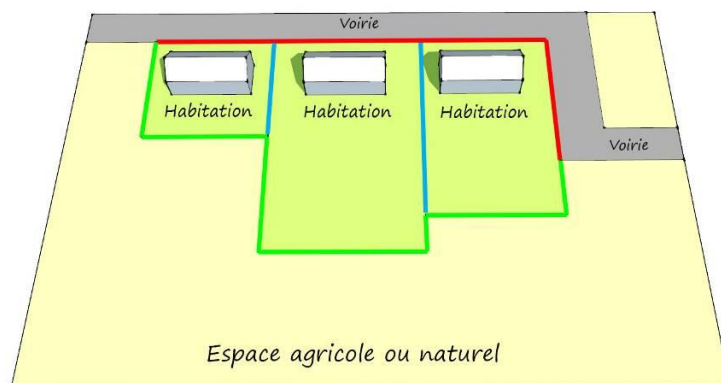 Voirie
Habitation
Habitation
Habitation
Voirie
Espace agricole ou naturel